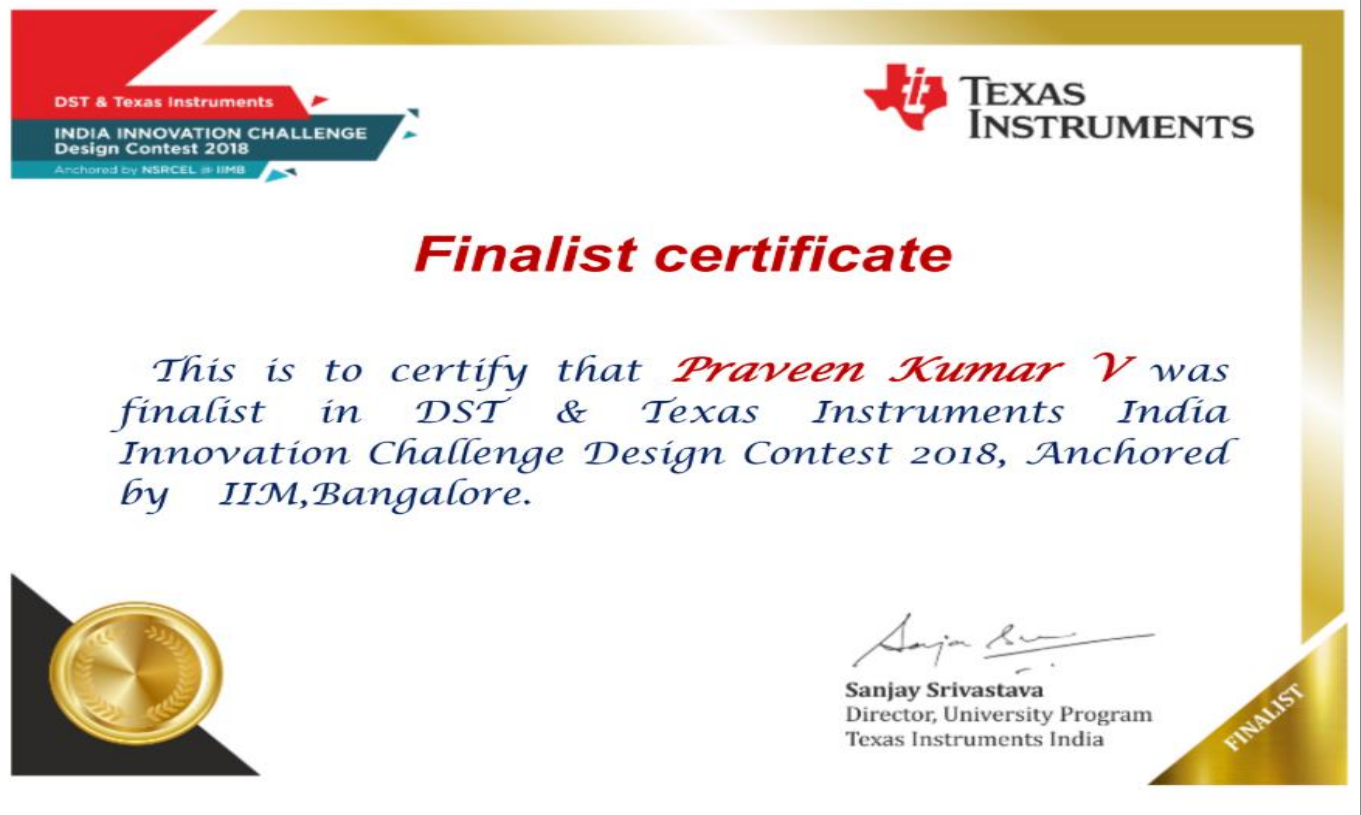 DST & Texas Instruments
INDIA INNOVATION CHALLENGE
Design Contest 2018
Anchored by NSRCEL @ IIMB
TEXAS
INSTRUMENTS
Finalist certificate
This is to certify that Praveen Kumar V was
finalist in DST & Texas Instruments India
Innovation Challenge Design Contest 2018, Anchored
by IIM,Bangalore.
Sanjay Srivastava
Director, University Program
Texas Instruments India
FINALIST